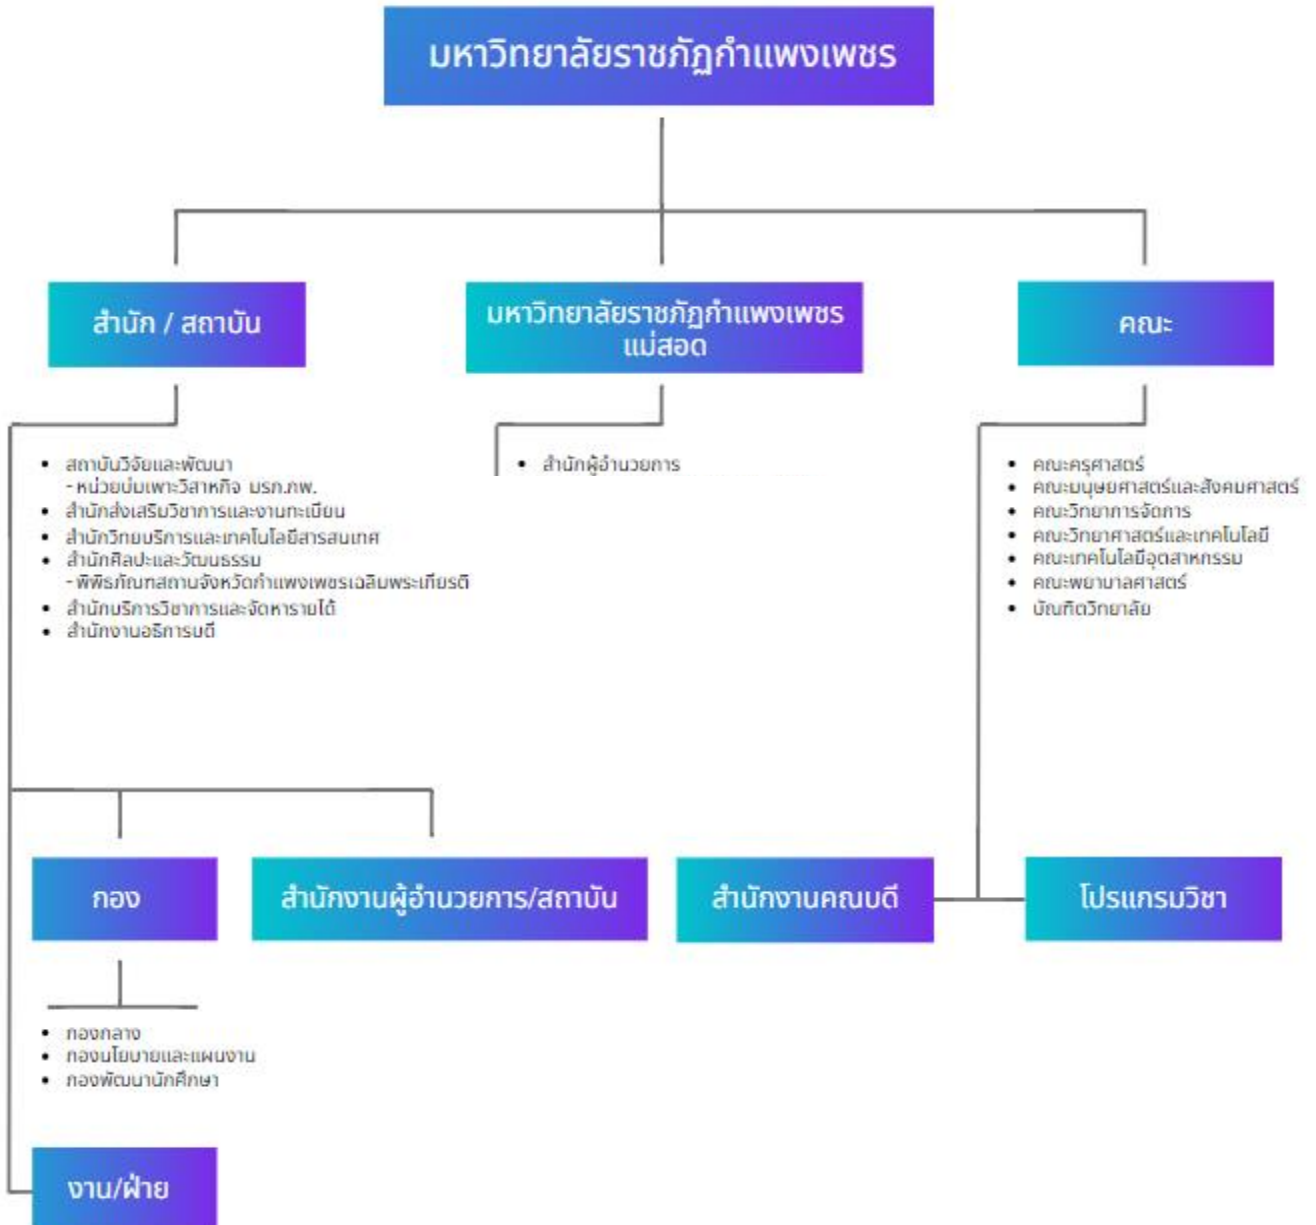 มหาวิทยาลัยราชภัฏกำแพงเพชร
สำนัก / สถาบัน
มหาวิทยาลัยราชภัฏกำแพงเพชร
แม่สอด
คณะ
• สถาบันวิจัยและพัฒนา
- หน่วยบ่มเพาะวิสาหกิจ มรภ.กพ.
• สำนักส่งเสริมวิชาการและงานทะเบียน
• สำนักวิทยบริการและเทคโนโลยีสารสนเทศ
• สำนักศิลปะและวัฒนธรรม
- พิพิธภัณฑสถานจังหวัดกำแพงเพชรเฉลิมพระเกียรติ
• สำนักบริการวิชาการและจัดหารายได้
• สำนักงานอธิการบดี
• สำนักผู้อำนวยการ
• คณะครุศาสตร์
• คณะมนุษยศาสตร์และสังคมศาสตร์
• คณะวิทยาการจัดการ
• คณะวิทยาศาสตร์และเทคโนโลยี
• คณะเทคโนโลยีอุตสาหกรรม
• คณะพยาบาลศาสตร์
• บัณฑิตวิทยาลัย
กอง
สำนักงานผู้อำนวยการ/สถาบัน
สำนักงานคณบดี
โปรแกรมวิชา
• กองกลาง
• กองนโยบายและแผนงาน
• กองพัฒนานักศึกษา
งาน/ฝ่าย